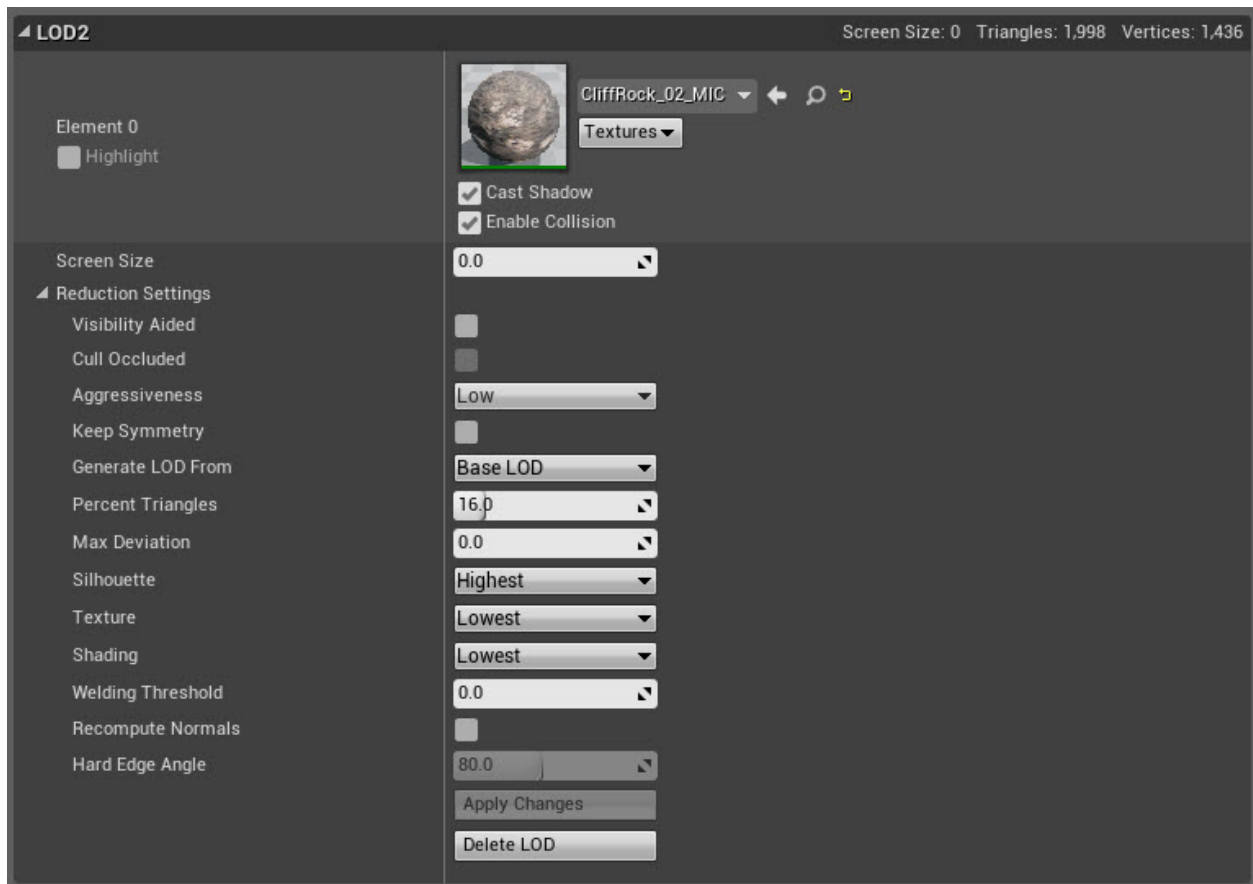 LOD2 Screen Size: 0 Triangles: 1,998 Vertices: 1,436
CliffRock_02_MIC
Element 0
Textures
Highlight
Cast Shadow
Enable Collision
Screen Size 0.0
Reduction Settings
Visibility Aided
Cull Occluded
Aggressiveness Low
Keep Symmetry
Generate LOD From Base LOD
Percent Triangles 16.0
Max Deviation 0.0
Silhouette Highest
Texture Lowest
Shading Lowest
Welding Threshold 0.0
Recompute Normals
Hard Edge Angle 80.0
Apply Changes
Delete LOD